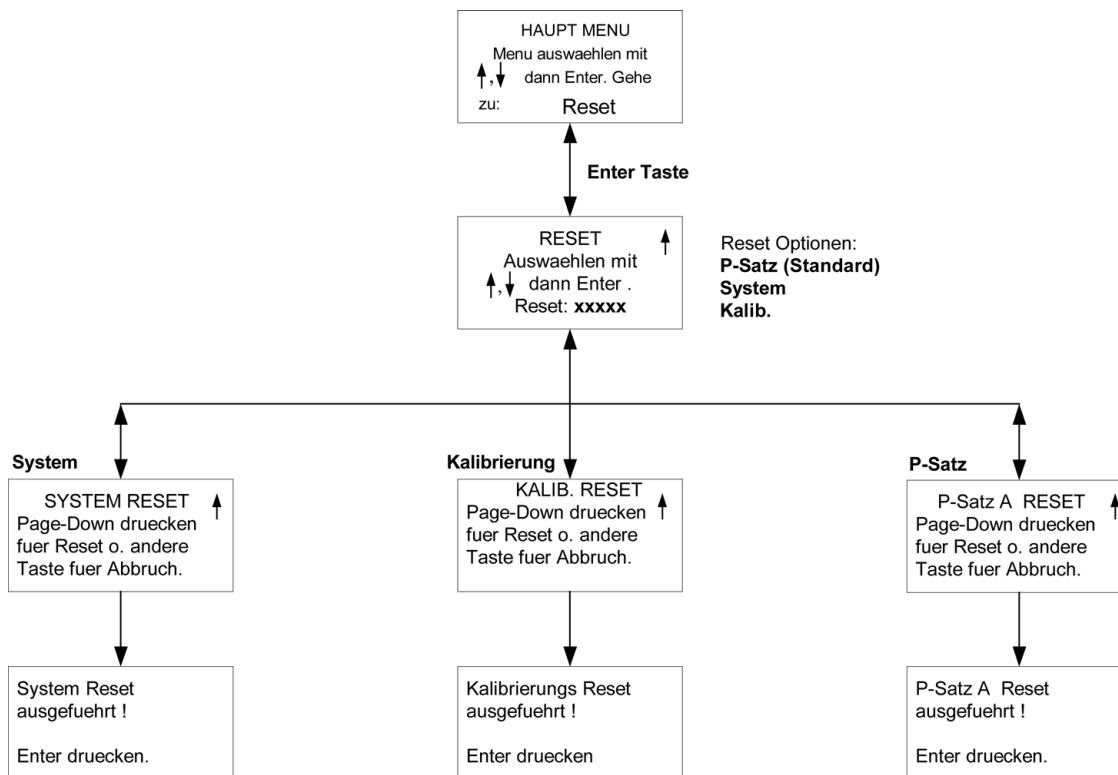 HAUPT MENU
Menu auswaehlen mit
↑,↓ dann Enter. Gehe
zu: Reset
Enter Taste
RESET ↑
Auswaehlen mit
↑,↓ dann Enter .
Reset: xxxxx
Reset Optionen:
P-Satz (Standard)
System
Kalib.
System
SYSTEM RESET ↑
Page-Down druecken
fuer Reset o. andere
Taste fuer Abbruch.
System Reset
ausgefuehrt !
Enter druecken.
Kalibrierung
KALIB. RESET ↑
Page-Down druecken
fuer Reset o. andere
Taste fuer Abbruch.
Kalibrierungs Reset
ausgefuehrt !
Enter druecken
P-Satz
P-Satz A RESET ↑
Page-Down druecken
fuer Reset o. andere
Taste fuer Abbruch.
P-Satz A Reset
ausgefuehrt !
Enter druecken.